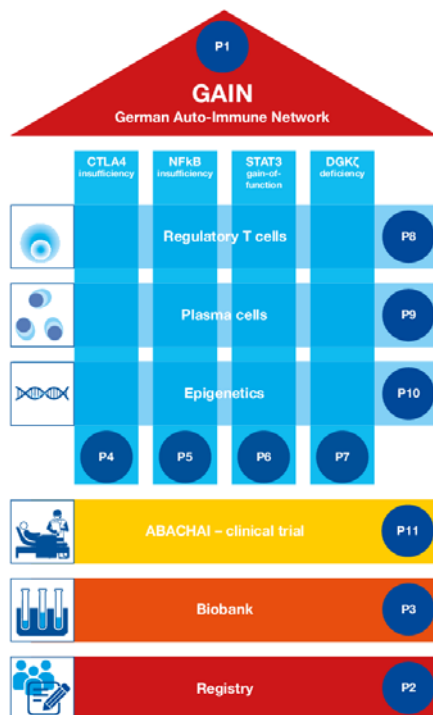 P1
GAIN
German Auto-Immune Network
CTLA4
insufficiency
NFkB
insufficiency
STAT3
gain-of-
function
DGKζ
deficiency
Regulatory T cells
P8
Plasma cells
P9
Epigenetics
P10
P4
P5
P6
P7
ABACHAI – clinical trial
P11
Biobank
P3
Registry
P2